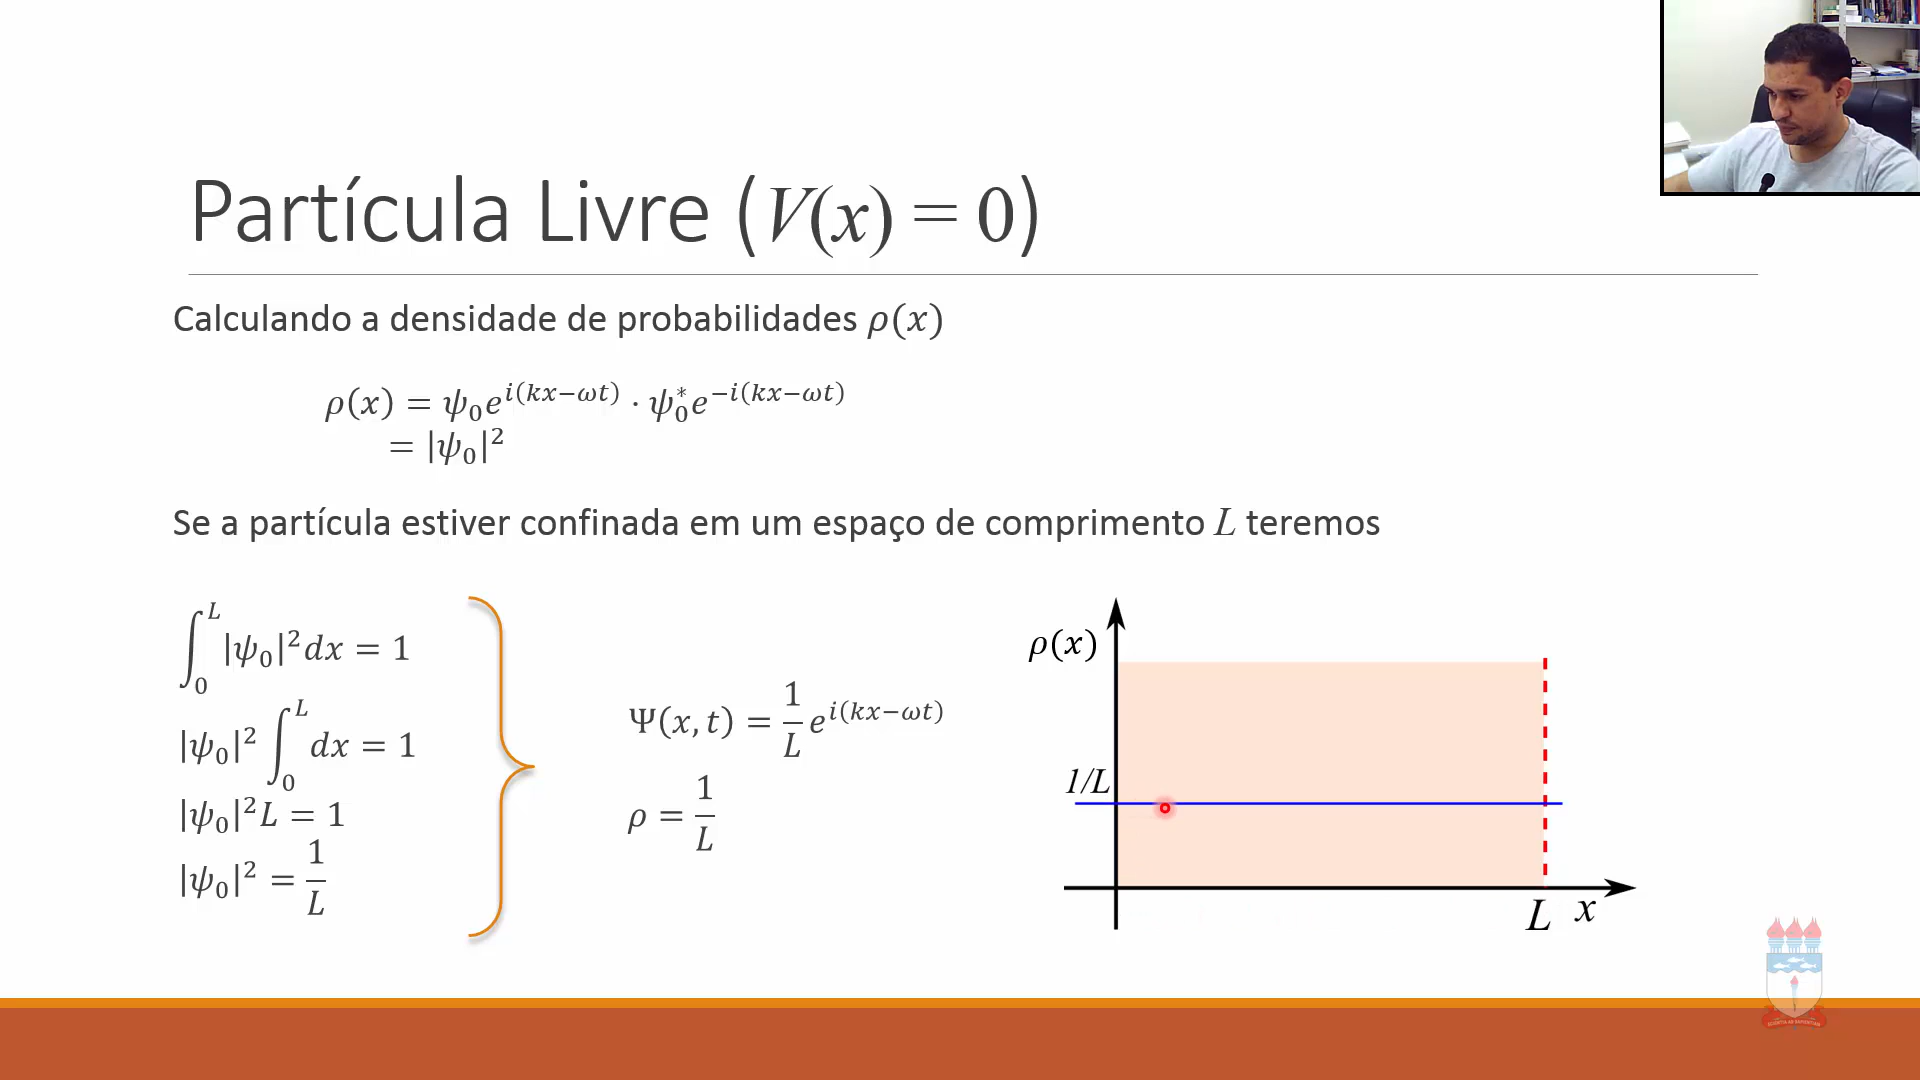 Partícula Livre (V(x) = 0)
Calculando a densidade de probabilidades ρ(x)
ρ(x) = ψ₀e^{i(kx−ωt)} · ψ₀*e^{−i(kx−ωt)}
= |ψ₀|²
Se a partícula estiver confinada em um espaço de comprimento L teremos
∫₀ᴸ |ψ₀|²dx = 1
|ψ₀|² ∫₀ᴸ dx = 1
|ψ₀|²L = 1
|ψ₀|² = 1/L
Ψ(x, t) = 1/L e^{i(kx−ωt)}
ρ = 1/L
ρ(x)
1/L
L x